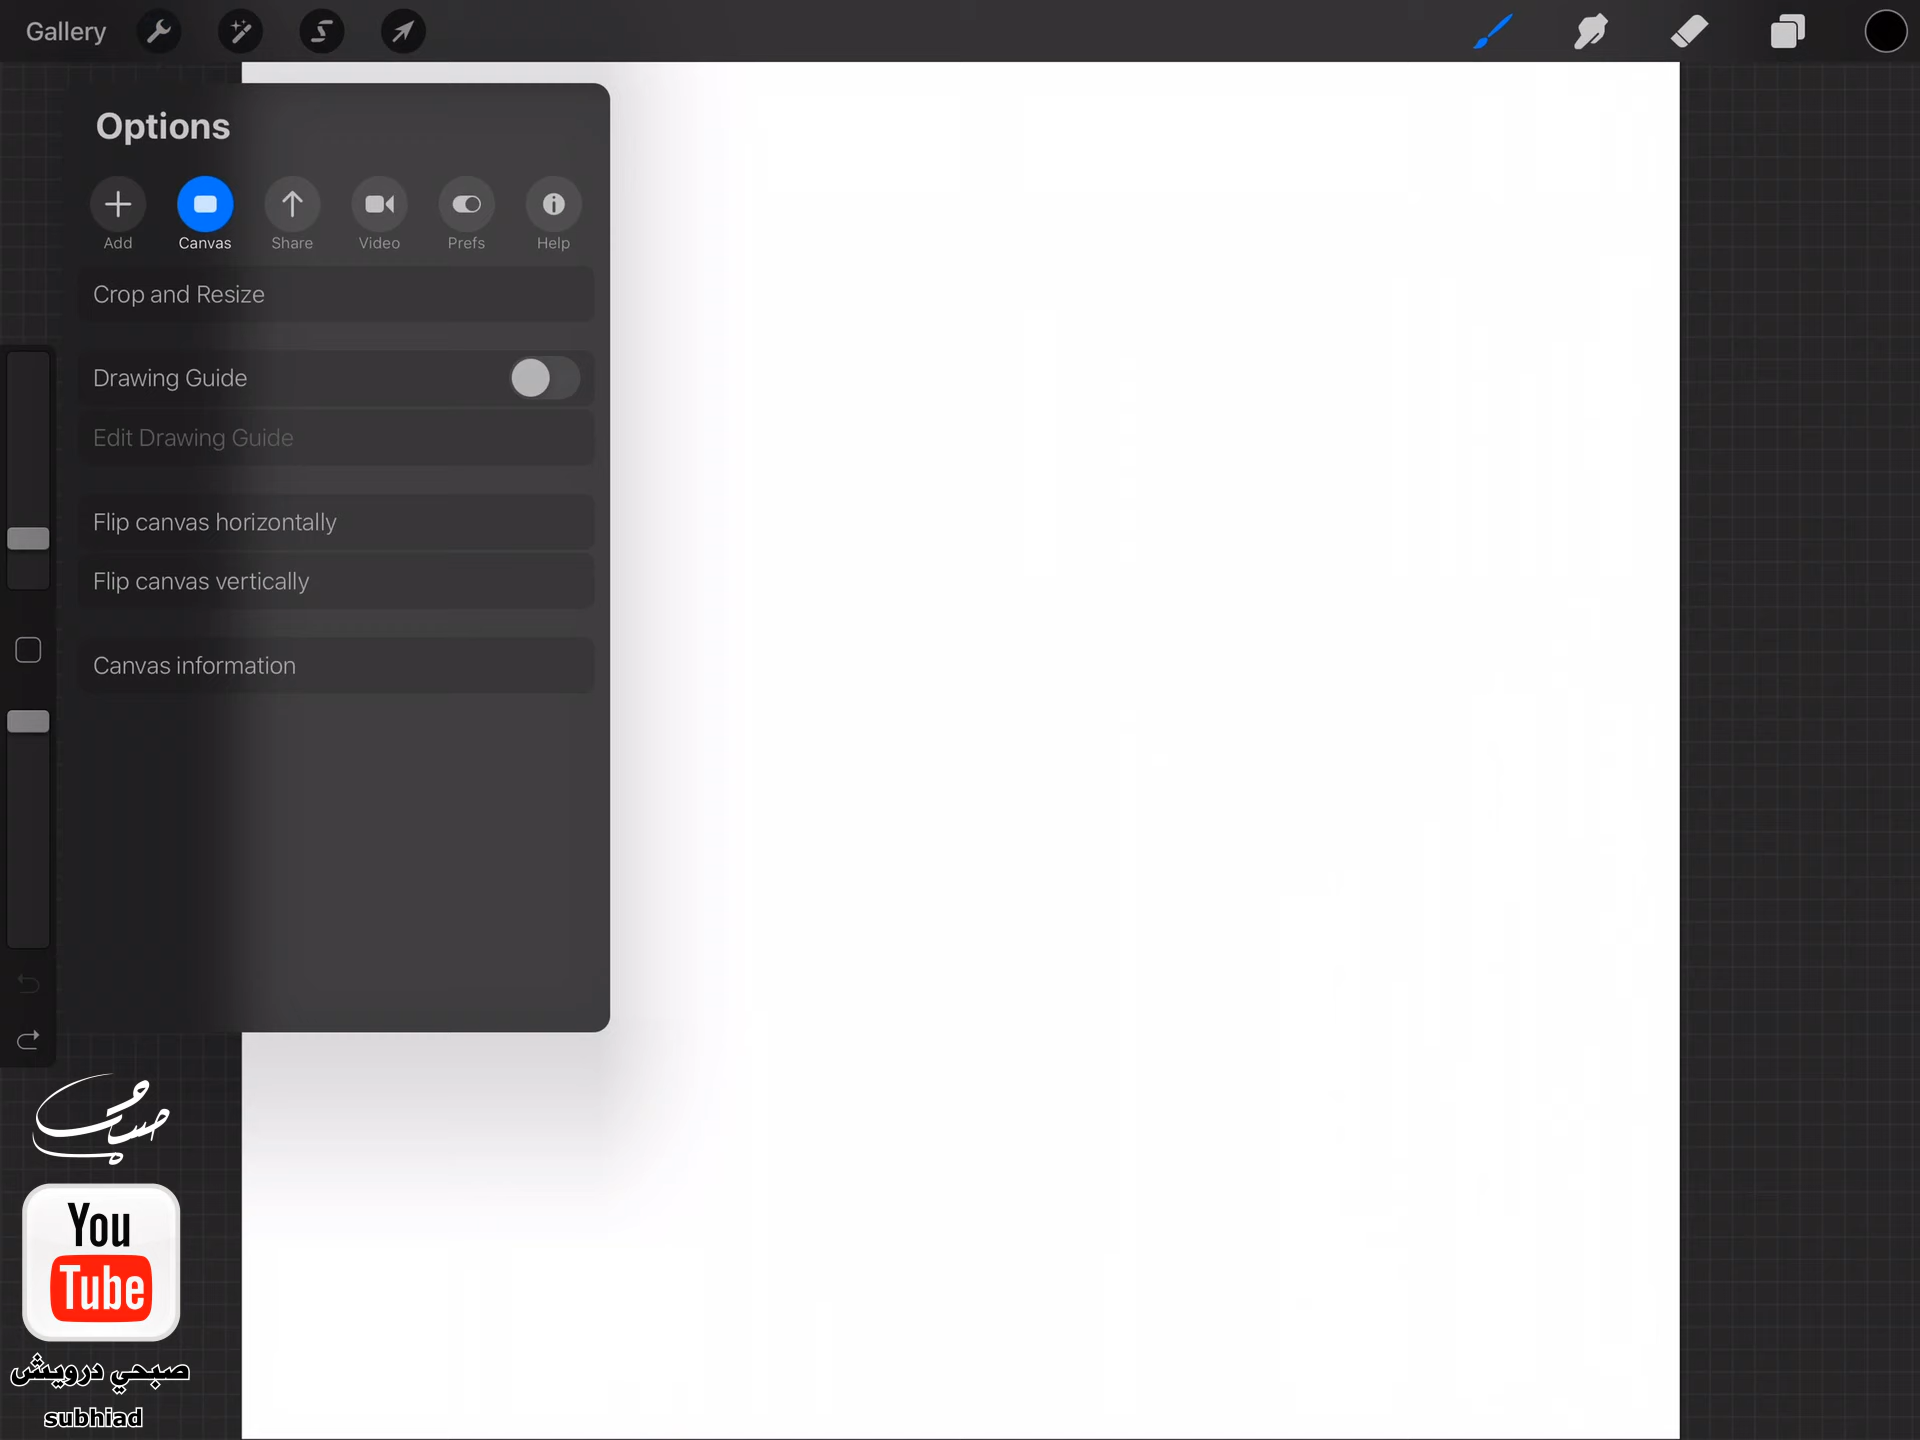 Gallery
Options
Add
Canvas
Share
Video
Prefs
Help
Crop and Resize
Drawing Guide
Edit Drawing Guide
Flip canvas horizontally
Flip canvas vertically
Canvas information
You
Tube
صبحي درويش
subhiad